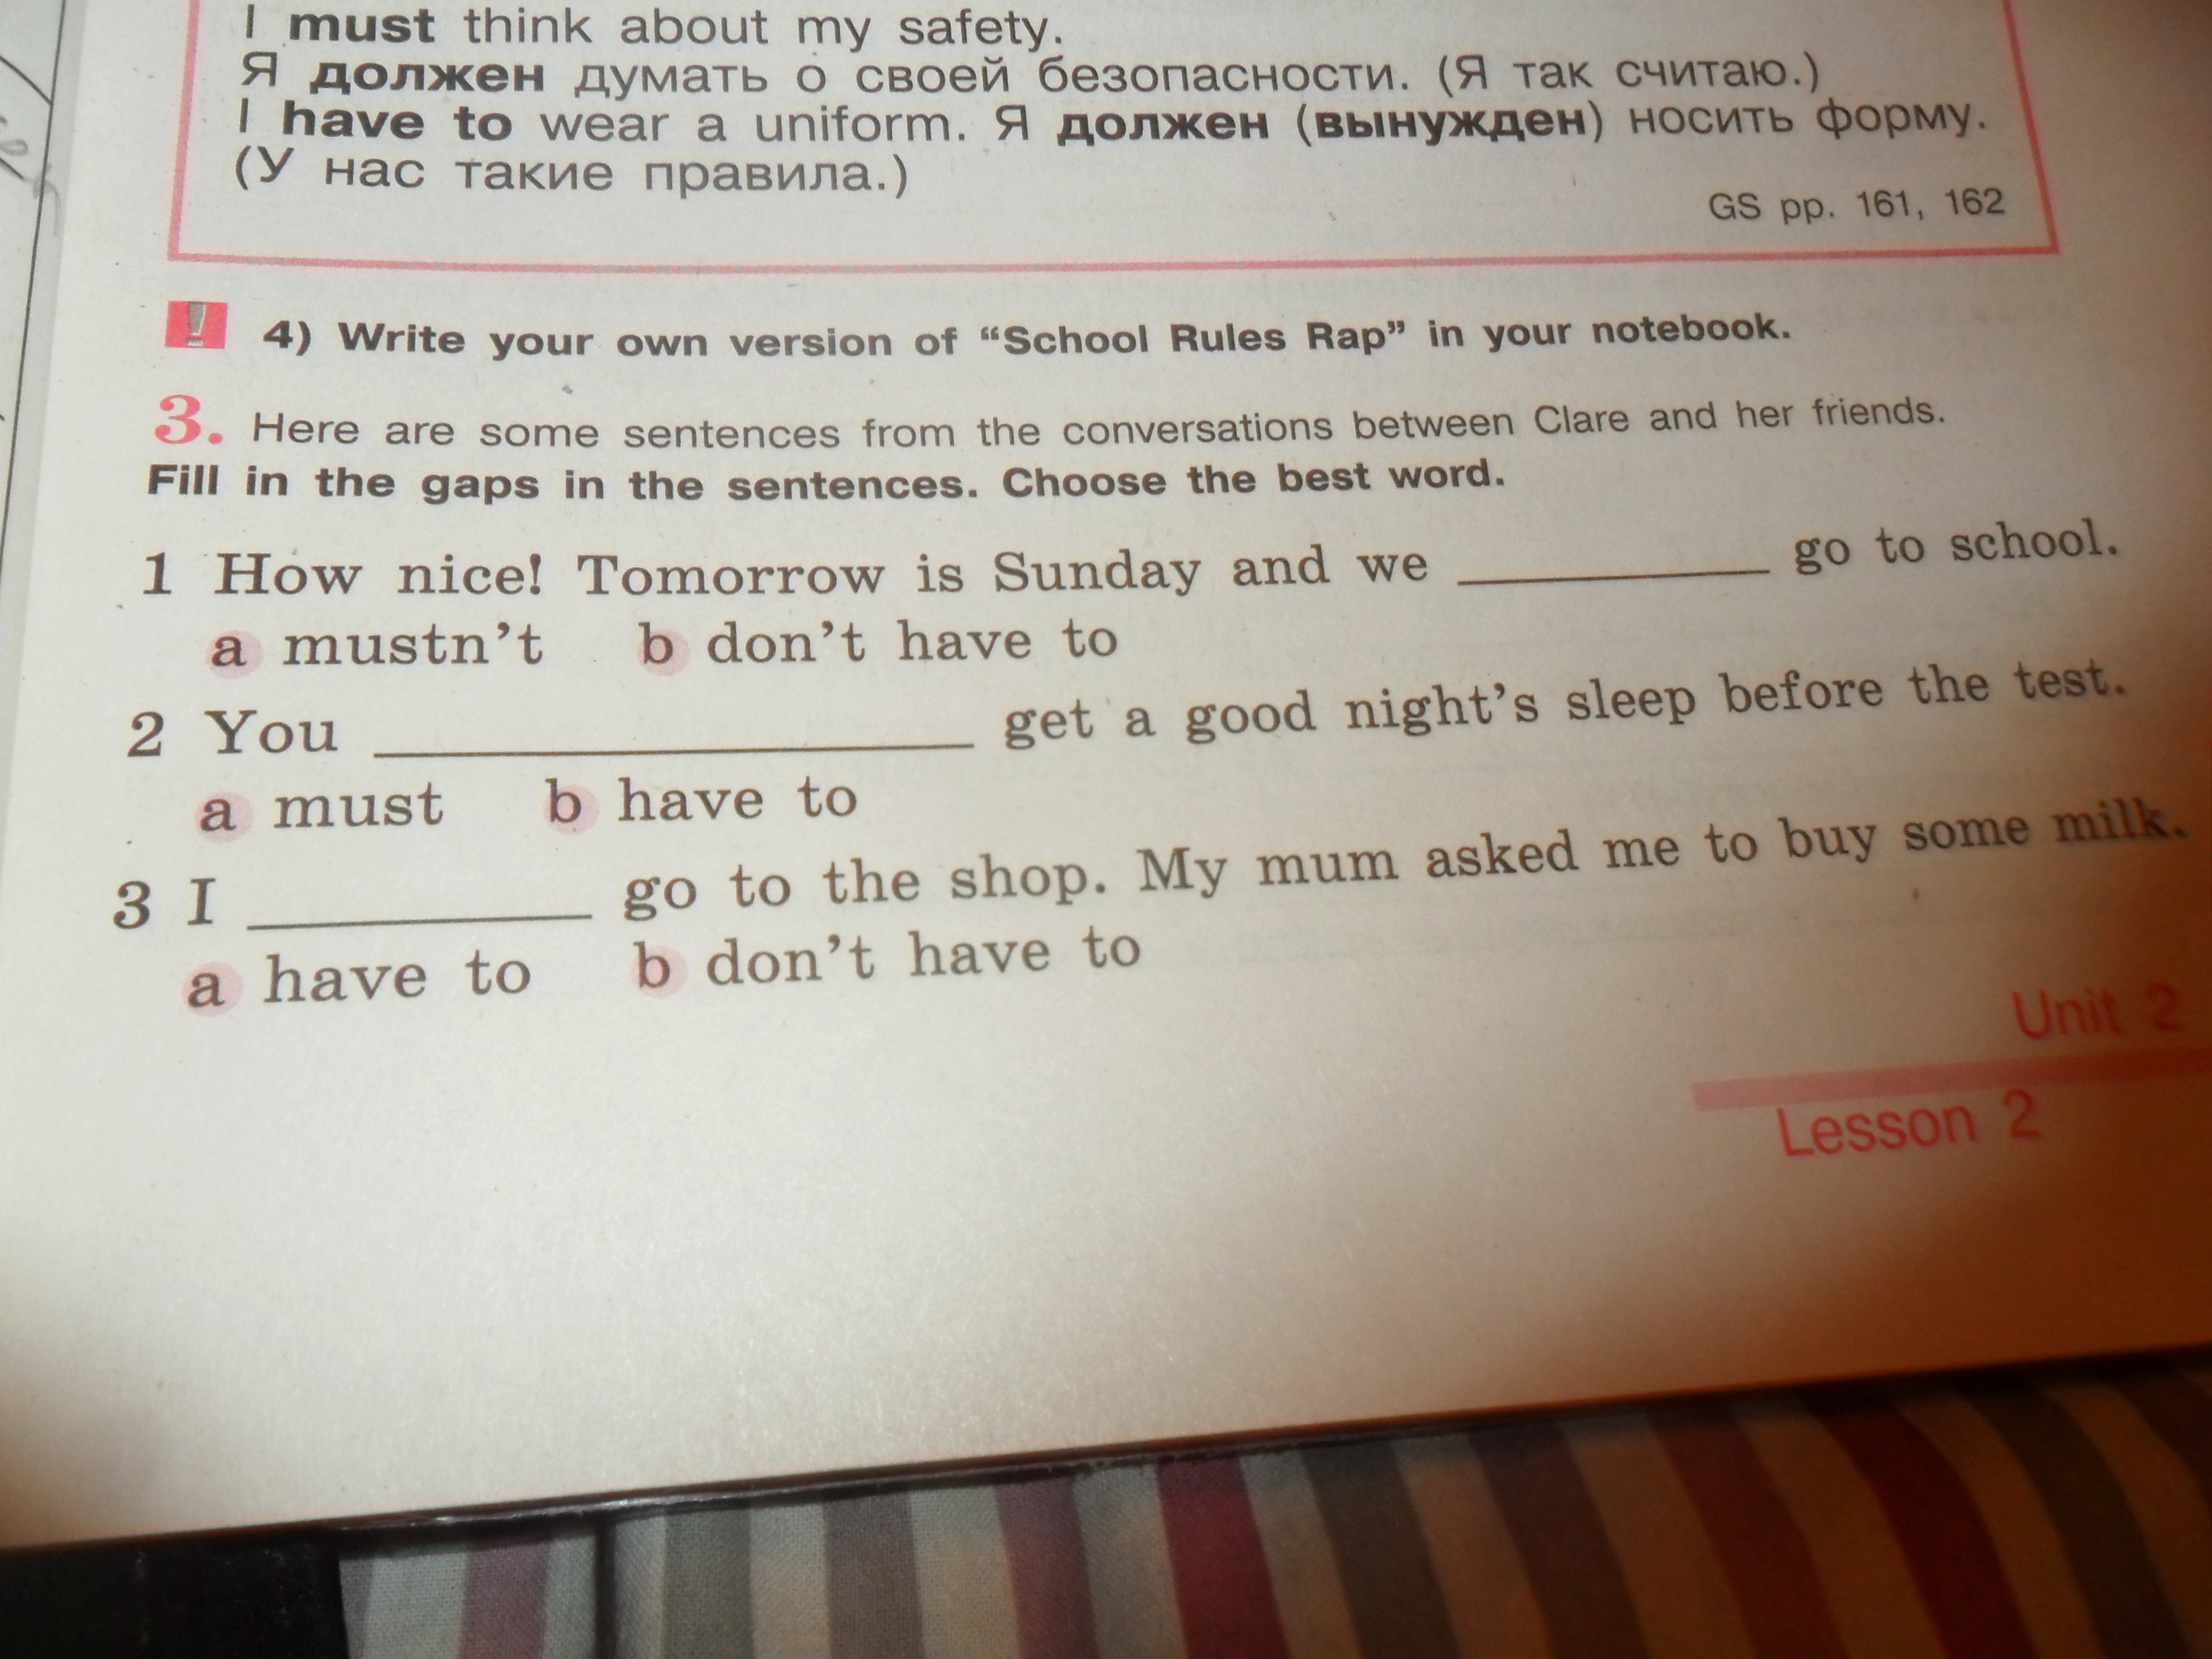 I must think about my safety.
Я должен думать о своей безопасности. (Я так считаю.)
I have to wear a uniform. Я должен (вынужден) носить форму.
(У нас такие правила.)
GS pp. 161, 162
! 4) Write your own version of “School Rules Rap” in your notebook.
3. Here are some sentences from the conversations between Clare and her friends.
Fill in the gaps in the sentences. Choose the best word.
1 How nice! Tomorrow is Sunday and we __________ go to school.
a mustn’t b don’t have to
2 You __________ get a good night’s sleep before the test.
a must b have to
3 I __________ go to the shop. My mum asked me to buy some milk.
a have to b don’t have to
Unit 2
Lesson 2